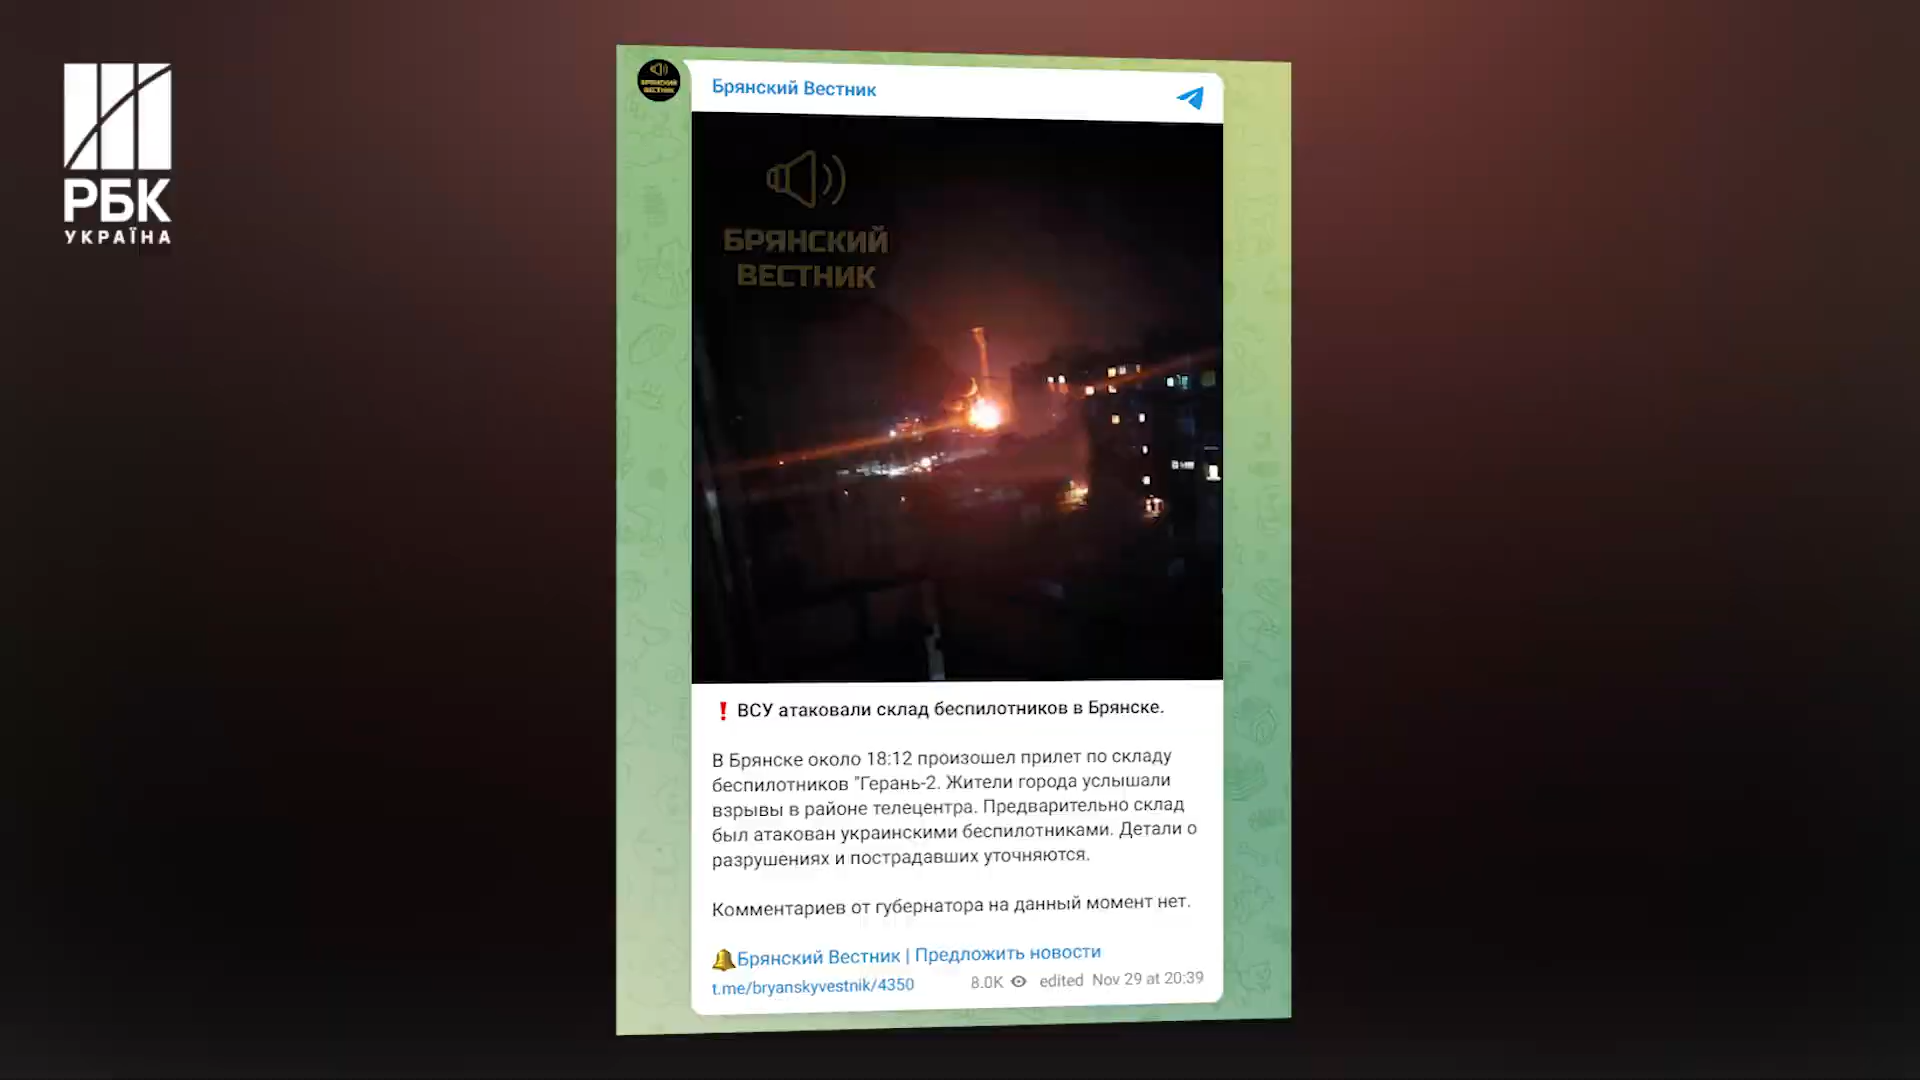 РБК
УКРАЇНА
БРЯНСКИЙ
ВЕСТНИК
Брянский Вестник
БРЯНСКИЙ
ВЕСТНИК
❗ ВСУ атаковали склад беспилотников в Брянске.
В Брянске около 18:12 произошел прилет по складу
беспилотников "Герань-2. Жители города услышали
взрывы в районе телецентра. Предварительно склад
был атакован украинскими беспилотниками. Детали о
разрушениях и пострадавших уточняются.
Комментариев от губернатора на данный момент нет.
🔔Брянский Вестник | Предложить новости
t.me/bryanskyvestnik/4350 8.0K edited Nov 29 at 20:39